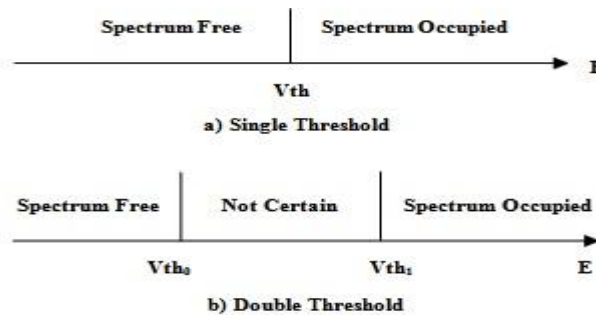 Spectrum Free Spectrum Occupied
Vth
a) Single Threshold
Spectrum Free Not Certain Spectrum Occupied
Vth₀ Vth₁ E
b) Double Threshold